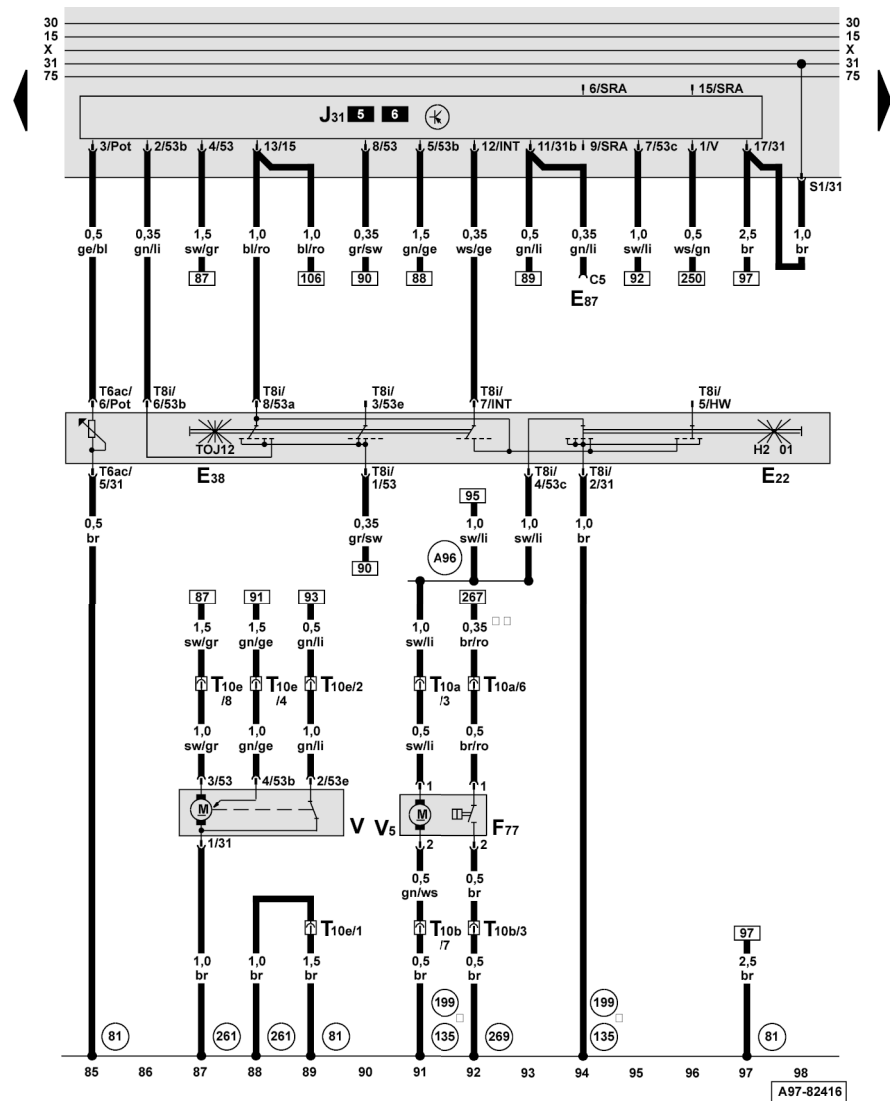 30 30
15 15
X X
31 31
75 75
6/SRA 15/SRA
J31 5 6
3/Pot 2/53b 4/53 13/15 8/53 5/53b 12/INT 11/31b 9/SRA 7/53c 1/V 17/31
S1/31
0,5 0,35 1,5 1,0 1,0 0,35 1,5 0,35 0,5 0,35 1,0 0,5 2,5 1,0
ge/bl gn/li sw/gr bl/ro bl/ro gr/sw gn/ge ws/ge gn/li gn/li sw/li ws/gn br br
87 106 90 88 89 C5 92 250 97
E87
T6ac/ T8i/ T8i/ T8i/ T8i/ T8i/
6/Pot 6/53b 8/53a 3/53e 7/INT 5/HW
TOJ12 H2 01
T6ac/ E38 T8i/ T8i/ T8i/ E22
5/31 1/53 4/53c 2/31
95
0,5 0,35 1,0 1,0 1,0
br gr/sw sw/li sw/li br
90 A96
87 91 93 267
1,5 1,5 0,5 1,0 0,35
sw/gr gn/ge gn/li sw/li br/ro
T10e T10e T10e/2 T10a T10a/6
/8 /4 /3
1,0 1,0 1,0 0,5 0,5
sw/gr gn/ge gn/li sw/li br/ro
3/53 4/53b 2/53e 1 1
M V V5 M F77
1/31 2 2
0,5 0,5
gn/ws br
T10e/1 T10b T10b/3 97
/7
1,0 1,0 1,5 0,5 0,5 2,5
br br br br br br
199 199
81 261 261 81 135 269 135 81
85 86 87 88 89 90 91 92 93 94 95 96 97 98
A97-82416